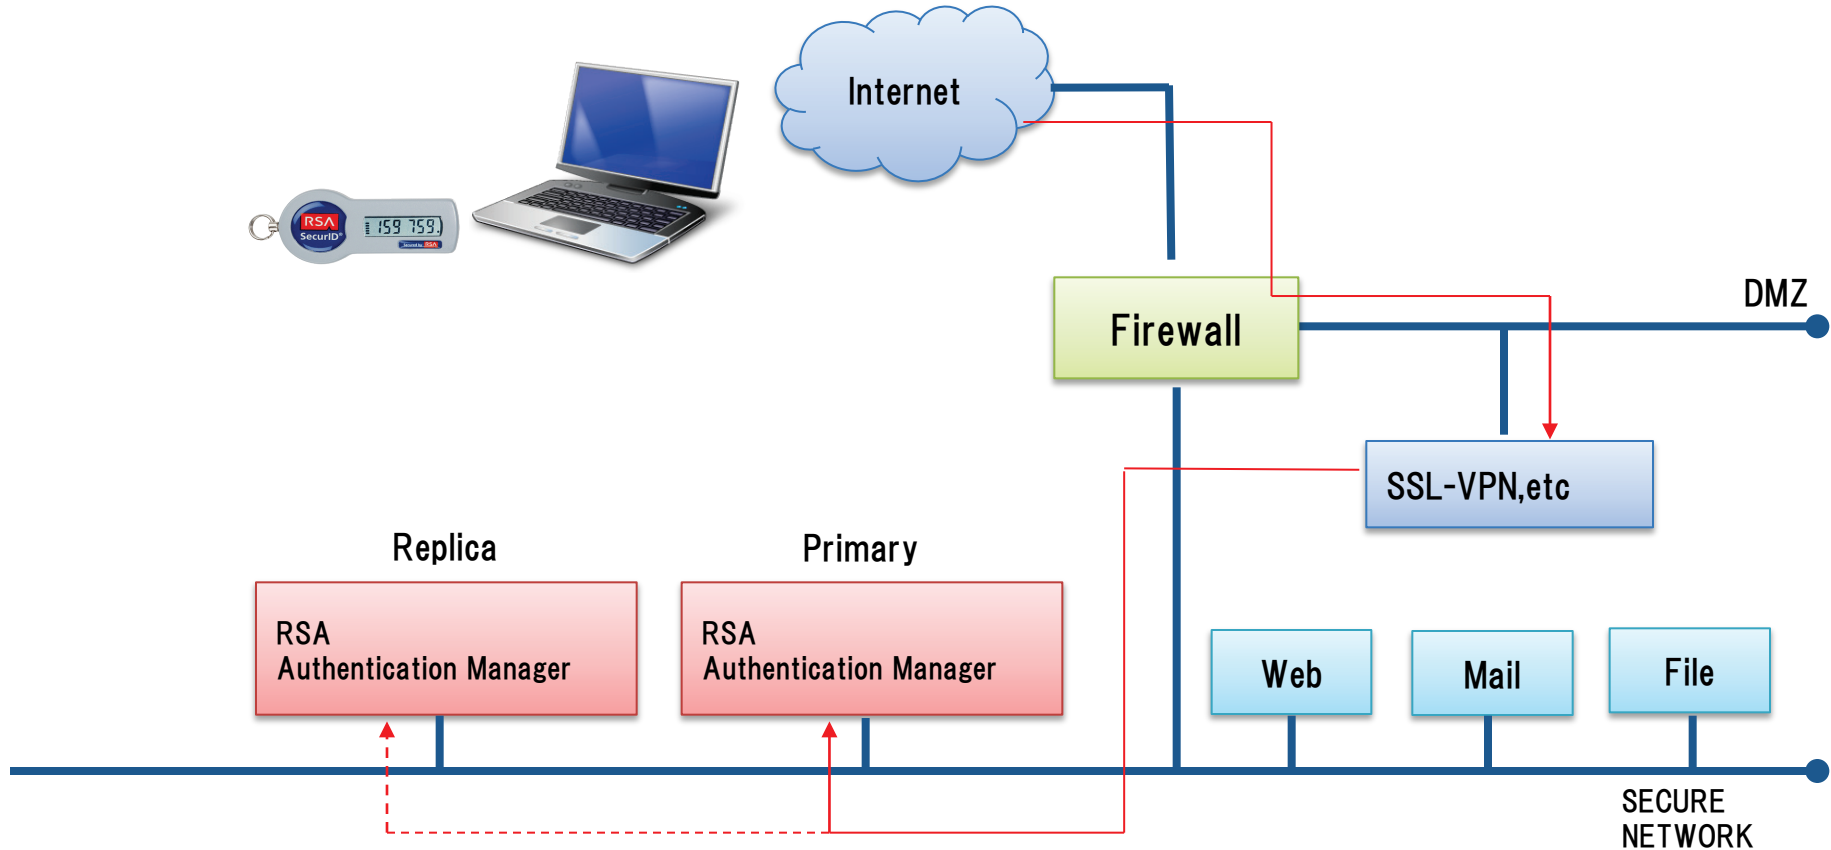 Internet
RSA
SecurID®
159 759
RSA
DMZ
Firewall
SSL-VPN,etc
Replica
Primary
RSA
Authentication Manager
RSA
Authentication Manager
Web
Mail
File
SECURE
NETWORK